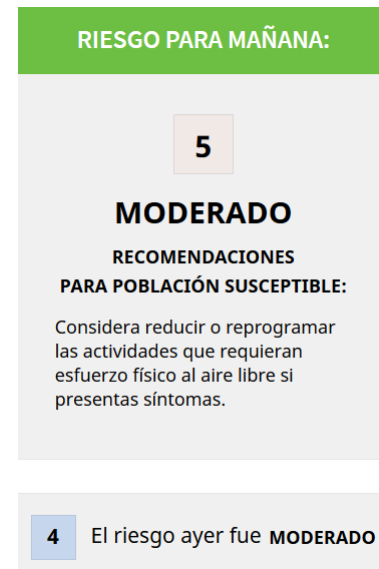 RIESGO PARA MAÑANA:
5
MODERADO
RECOMENDACIONES
PARA POBLACIÓN SUSCEPTIBLE:
Considera reducir o reprogramar
las actividades que requieran
esfuerzo físico al aire libre si
presentas síntomas.
4 El riesgo ayer fue MODERADO